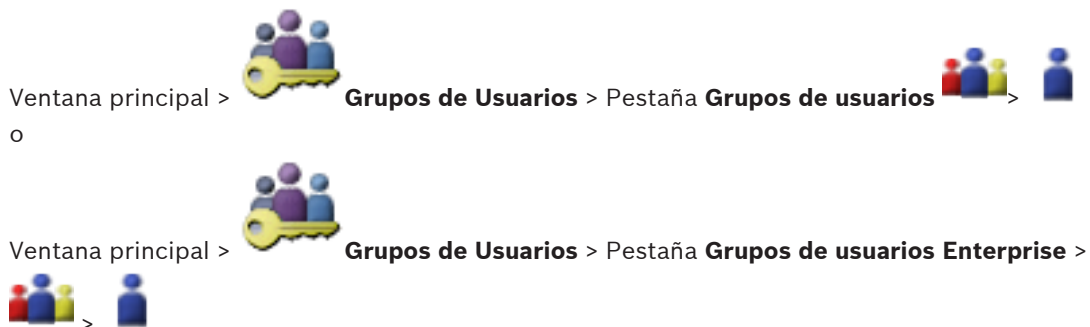 Ventana principal > Grupos de Usuarios > Pestaña Grupos de usuarios >
o
Ventana principal > Grupos de Usuarios > Pestaña Grupos de usuarios Enterprise >
>